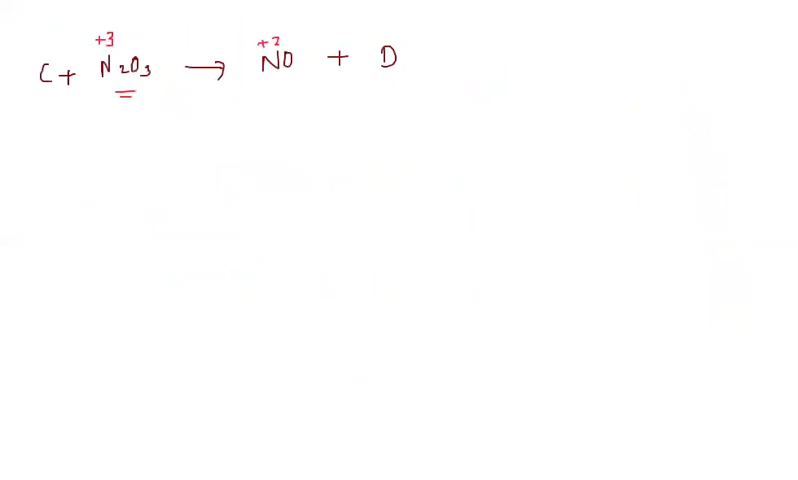 +3 +2
C + N2O3 → NO + D